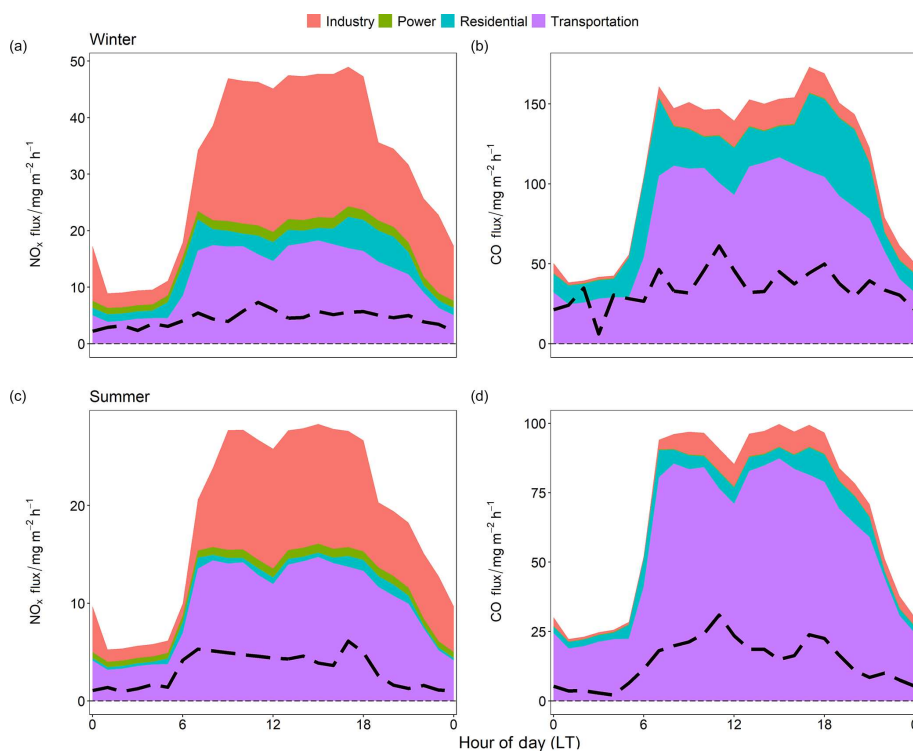 Industry Power Residential Transportation
(a) Winter (b)
NOₓ flux/mg m⁻² h⁻¹
50
40
30
20
10
0
CO flux/mg m⁻² h⁻¹
150
100
50
0
(c) Summer (d)
NOₓ flux/mg m⁻² h⁻¹
20
10
0
CO flux/mg m⁻² h⁻¹
100
75
50
25
0
0 6 12 18 0
0 6 12 18 0
Hour of day (LT)